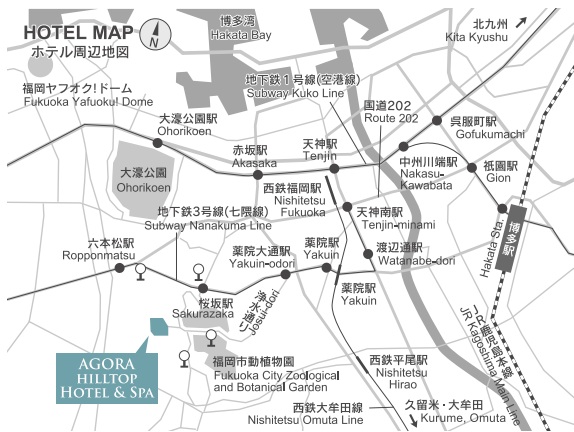 HOTEL MAP
ホテル周辺地図
N
博多湾
Hakata Bay
北九州
Kita Kyushu
福岡ヤフオク!ドーム
Fukuoka Yafuoku! Dome
地下鉄1号線(空港線)
Subway Kuko Line
国道202
Route 202
大濠公園駅
Ohorikoen
呉服町駅
Gofukumachi
赤坂駅
Akasaka
天神駅
Tenjin
中州川端駅
Nakasu-
Kawabata
祇園駅
Gion
大濠公園
Ohorikoen
西鉄福岡駅
Nishitetsu
Fukuoka
天神南駅
Tenjin-minami
地下鉄3号線(七隈線)
Subway Nanakuma Line
博多駅
Hakata Sta.
六本松駅
Ropponmatsu
薬院大通駅
Yakuin-odori
薬院駅
Yakuin
渡辺通駅
Watanabe-dori
薬院駅
Yakuin
桜坂駅
Sakurazaka
浄水通り
Josui-dori
JR鹿児島本線
JR Kagoshima Main Line
AGORA
HILLTOP
HOTEL & SPA
福岡市動植物園
Fukuoka City Zoological
and Botanical Garden
西鉄平尾駅
Nishitetsu
Hirao
西鉄大牟田線
Nishitetsu Omuta Line
久留米・大牟田
Kurume, Omuta